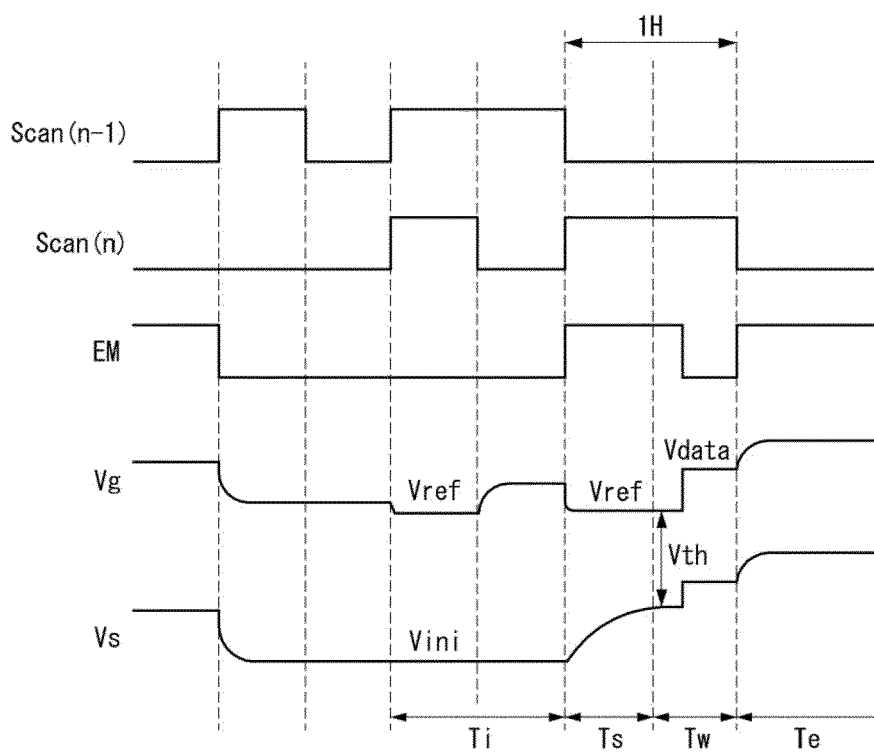 1H
Scan(n-1)
Scan(n)
EM
Vg
Vref
Vref
Vdata
Vth
Vs
Vini
Ti
Ts
Tw
Te